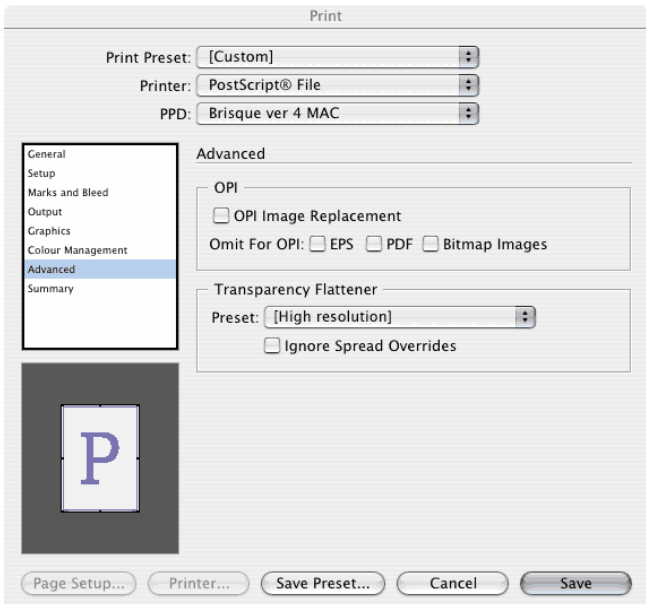 Print
Print Preset: [Custom]
Printer: PostScript® File
PPD: Brisque ver 4 MAC
General
Setup
Marks and Bleed
Output
Graphics
Colour Management
Advanced
Summary
Advanced
OPI
OPI Image Replacement
Omit For OPI: EPS PDF Bitmap Images
Transparency Flattener
Preset: [High resolution]
Ignore Spread Overrides
P
Page Setup... Printer... Save Preset... Cancel Save